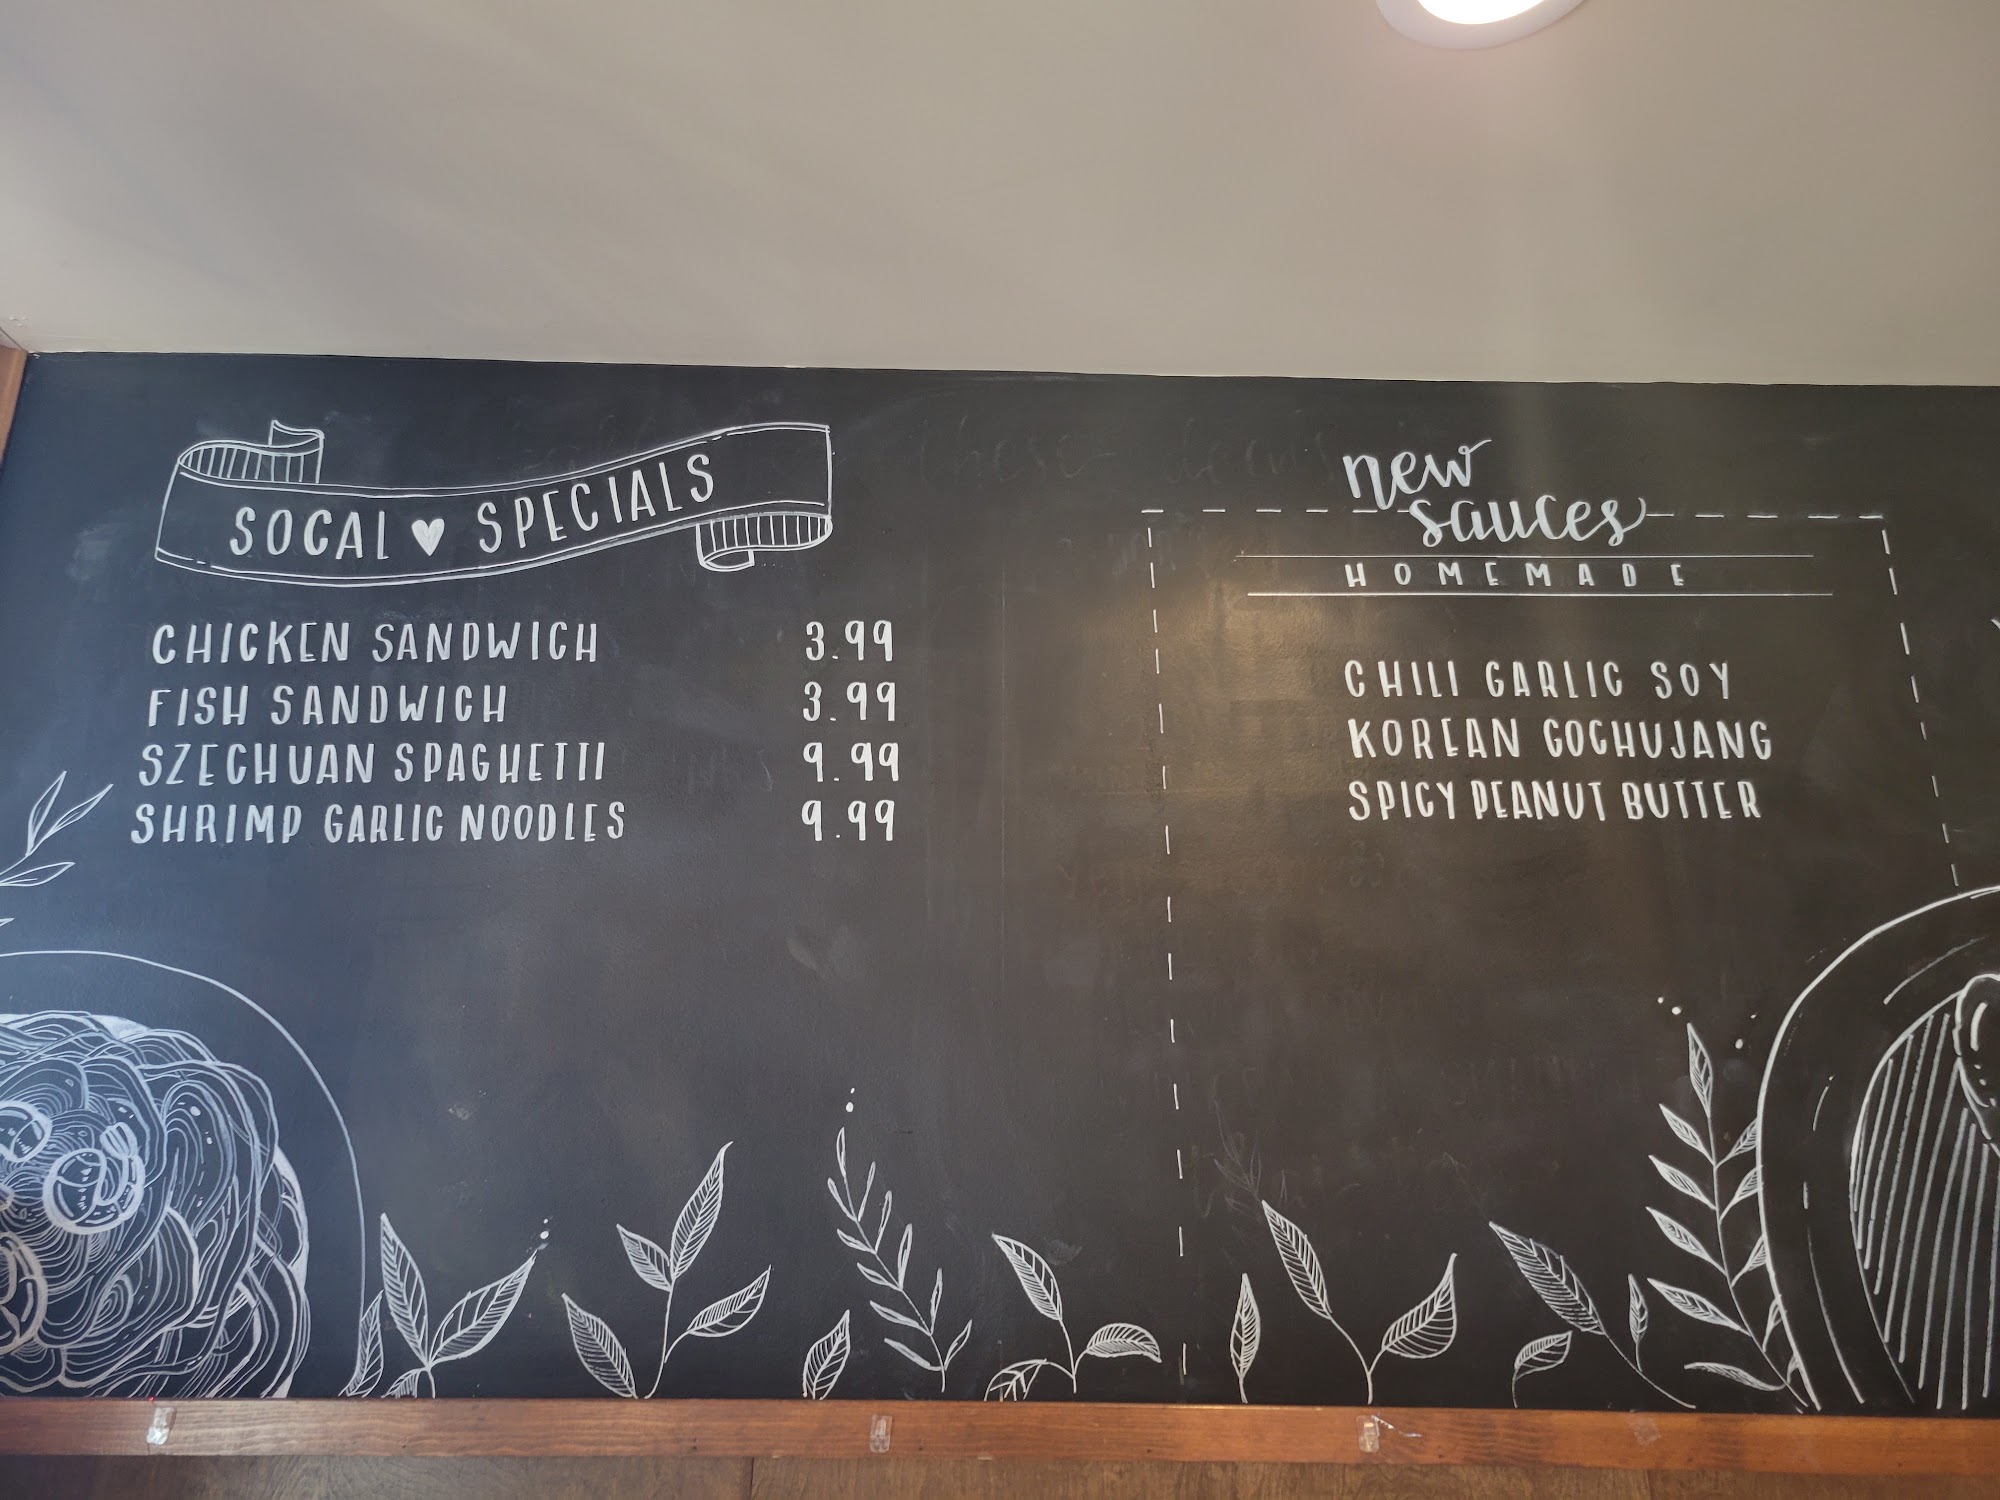 SOCAL ♥ SPECIALS
CHICKEN SANDWICH 3.99
FISH SANDWICH 3.99
SZECHUAN SPAGHETTI 9.99
SHRIMP GARLIC NOODLES 9.99
new
sauces
HOMEMADE
CHILI GARLIC SOY
KOREAN GOCHUJANG
SPICY PEANUT BUTTER